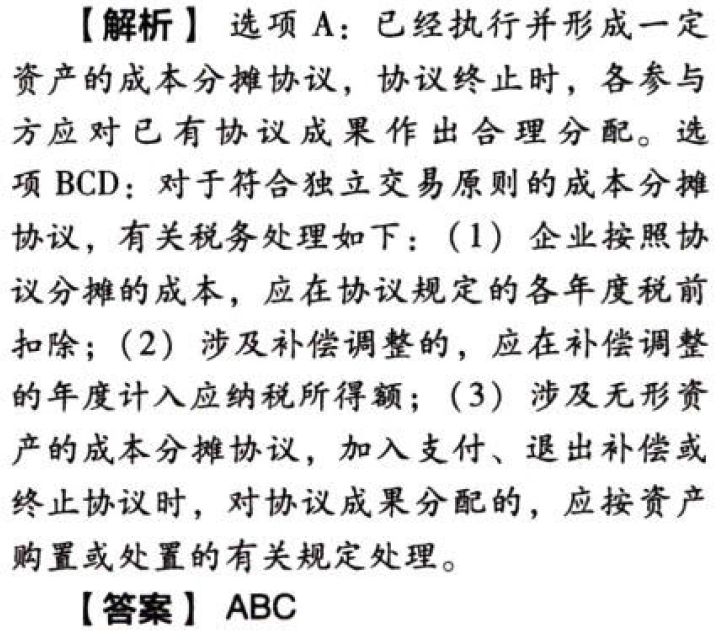 【解析】 选项 A：已经执行并形成一定
资产的成本分摊协议，协议终止时，各参与
方应对已有协议成果作出合理分配。选
项 BCD：对于符合独立交易原则的成本分摊
协议，有关税务处理如下：（1） 企业按照协
议分摊的成本，应在协议规定的各年度税前
扣除；（2） 涉及补偿调整的，应在补偿调整
的年度计入应纳税所得额；（3） 涉及无形资
产的成本分摊协议，加入支付、退出补偿或
终止协议时，对协议成果分配的，应按资产
购置或处置的有关规定处理。
【答案】 ABC